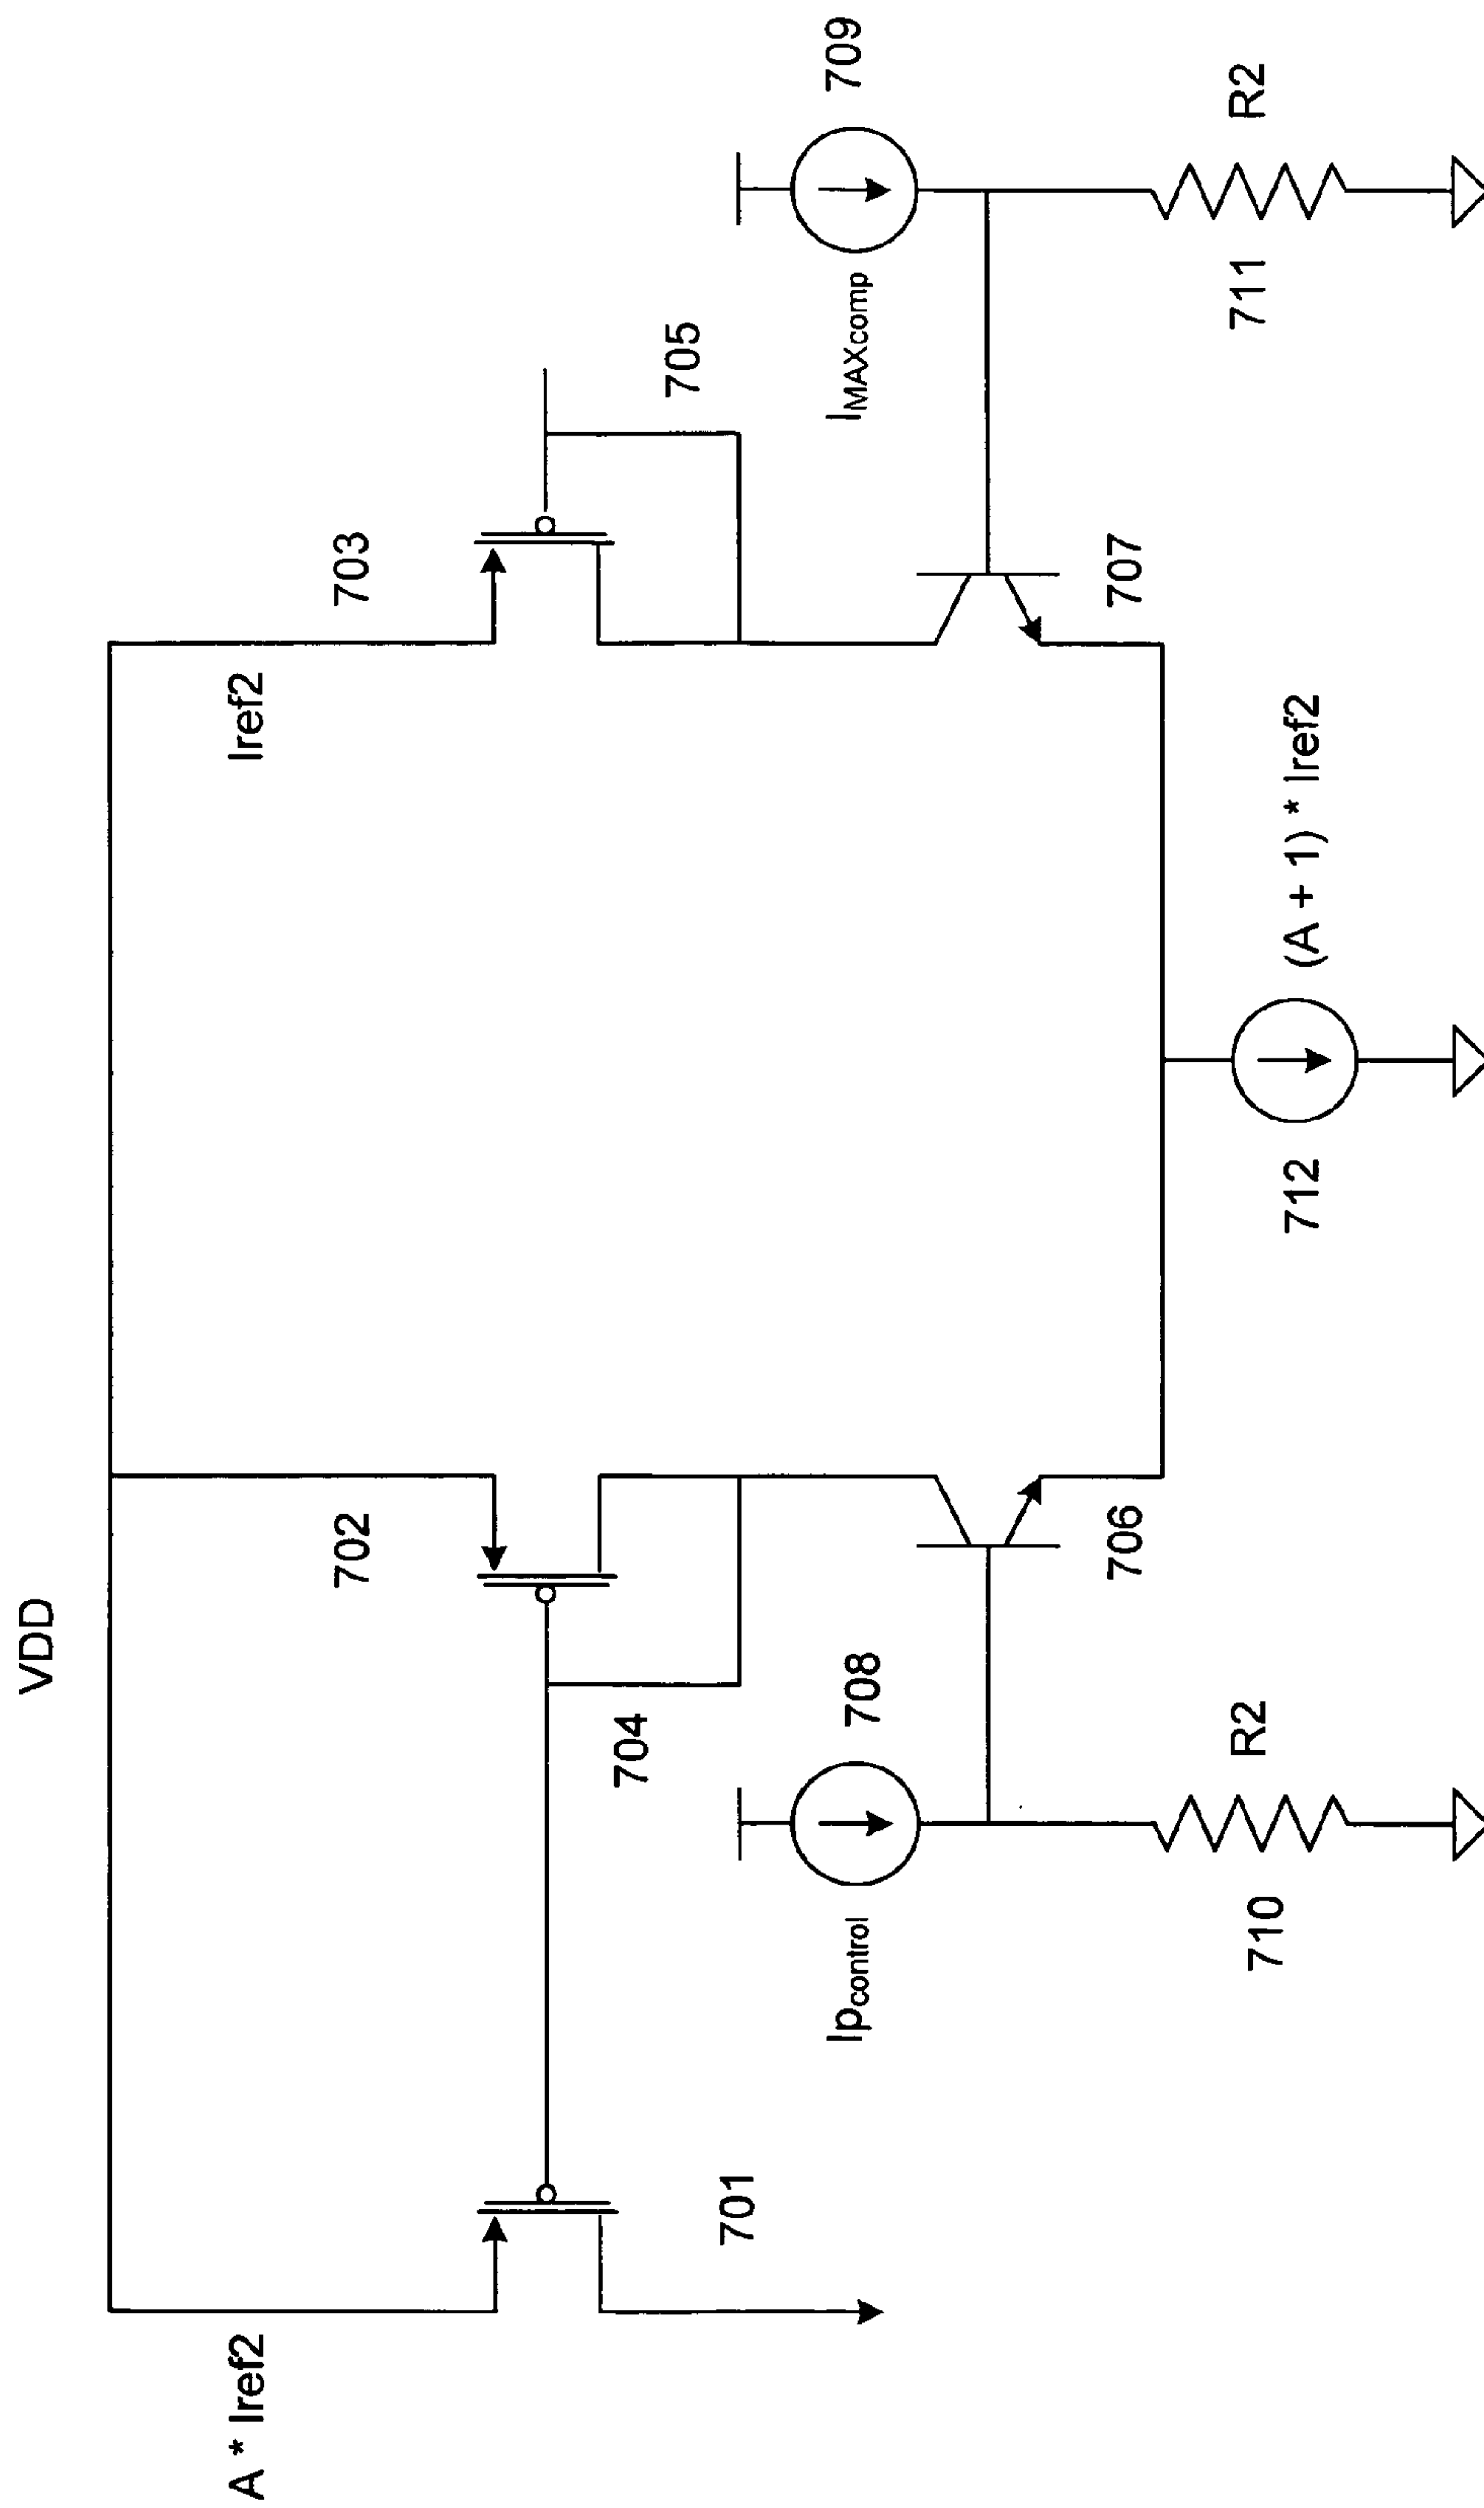 VDD
A * Iref2
Iref2
702
703
701
704
705
Ipcontrol
708
IMAXcomp
709
706
707
710
R2
712
(A + 1) * Iref2
711
R2